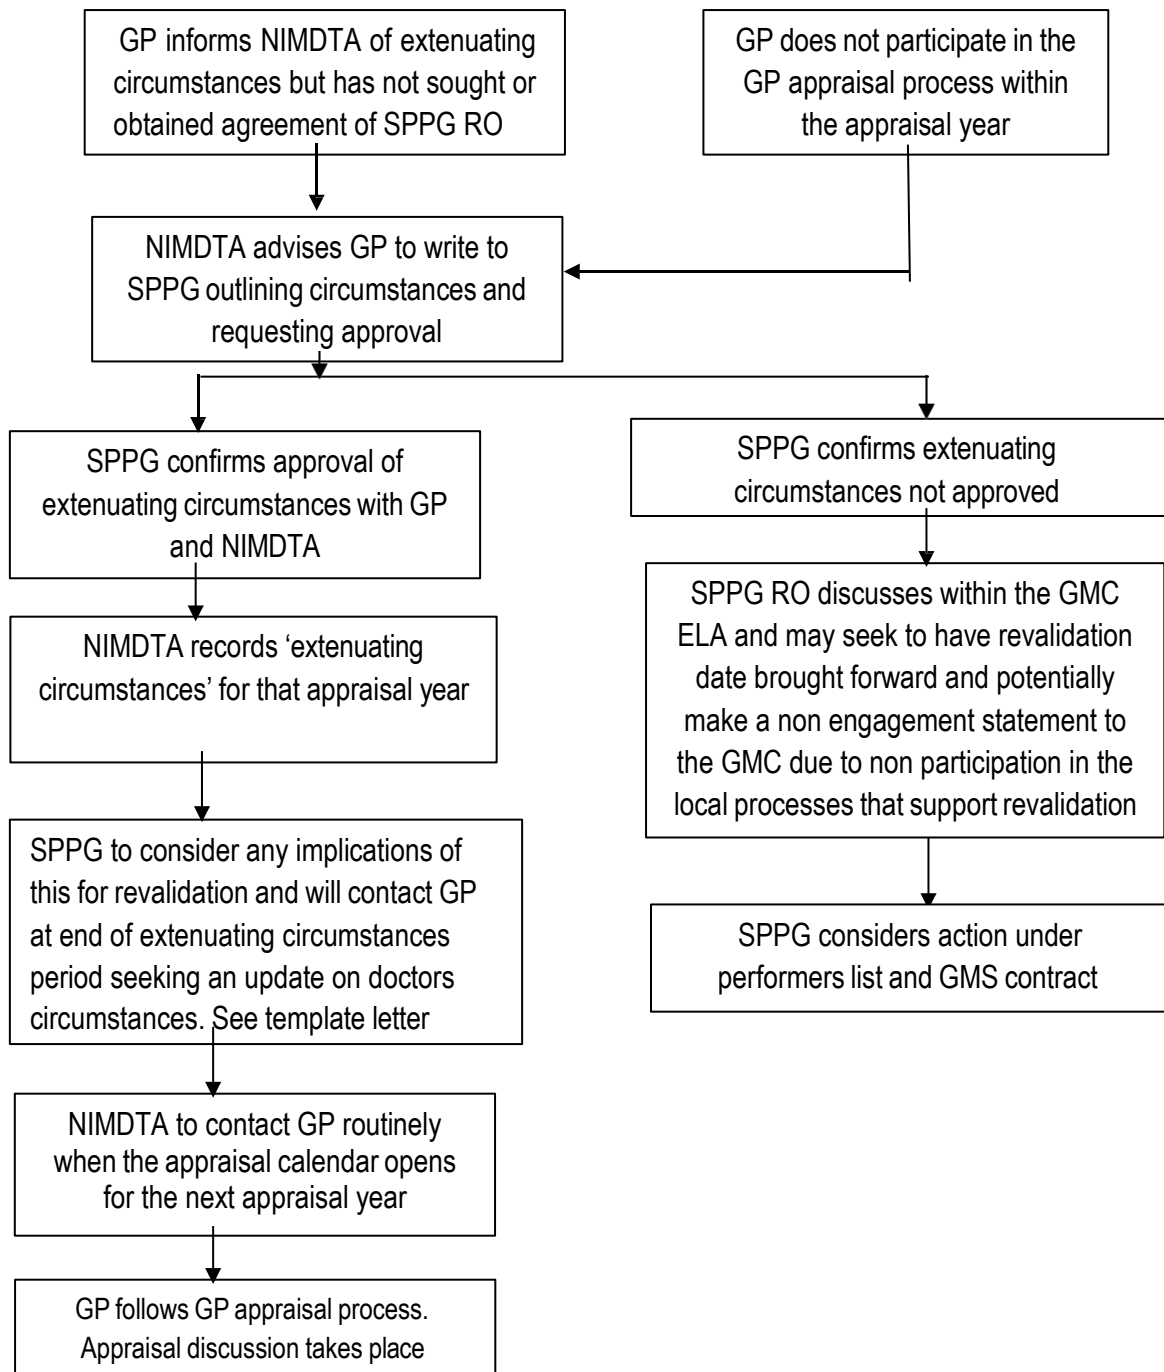 GP informs NIMDTA of extenuating
circumstances but has not sought or
obtained agreement of SPPG RO
GP does not participate in the
GP appraisal process within
the appraisal year
NIMDTA advises GP to write to
SPPG outlining circumstances and
requesting approval
SPPG confirms approval of
extenuating circumstances with GP
and NIMDTA
SPPG confirms extenuating
circumstances not approved
NIMDTA records ‘extenuating
circumstances’ for that appraisal year
SPPG RO discusses within the GMC
ELA and may seek to have revalidation
date brought forward and potentially
make a non engagement statement to
the GMC due to non participation in the
local processes that support revalidation
SPPG to consider any implications of
this for revalidation and will contact GP
at end of extenuating circumstances
period seeking an update on doctors
circumstances. See template letter
SPPG considers action under
performers list and GMS contract
NIMDTA to contact GP routinely
when the appraisal calendar opens
for the next appraisal year
GP follows GP appraisal process.
Appraisal discussion takes place